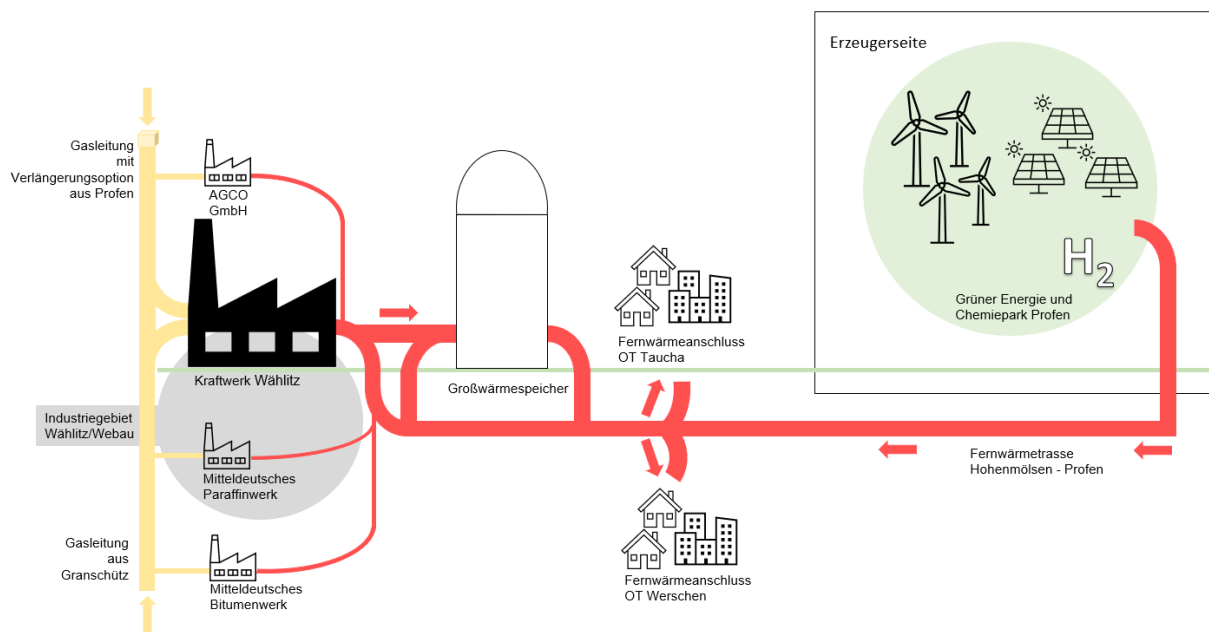 Erzeugerseite
Gasleitung
mit
Verlängerungsoption
aus Profen
AGCO
GmbH
H2
Grüner Energie und
Chemiepark Profen
Fernwärmeanschluss
OT Taucha
Kraftwerk Wählitz
Großwärmespeicher
Industriegebiet
Wählitz/Webau
Fernwärmetrasse
Hohenmölsen - Profen
Mitteldeutsches
Paraffinwerk
Gasleitung
aus
Granschütz
Mitteldeutsches
Bitumenwerk
Fernwärmeanschluss
OT Werschen